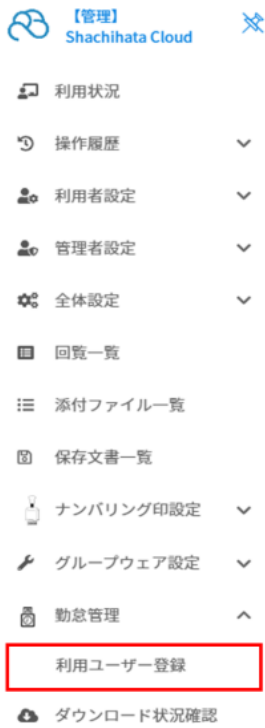 【管理】
Shachihata Cloud
利用状況
操作履歴
利用者設定
管理者設定
全体設定
回覧一覧
添付ファイル一覧
保存文書一覧
ナンバリング印設定
グループウェア設定
勤怠管理
利用ユーザー登録
ダウンロード状況確認